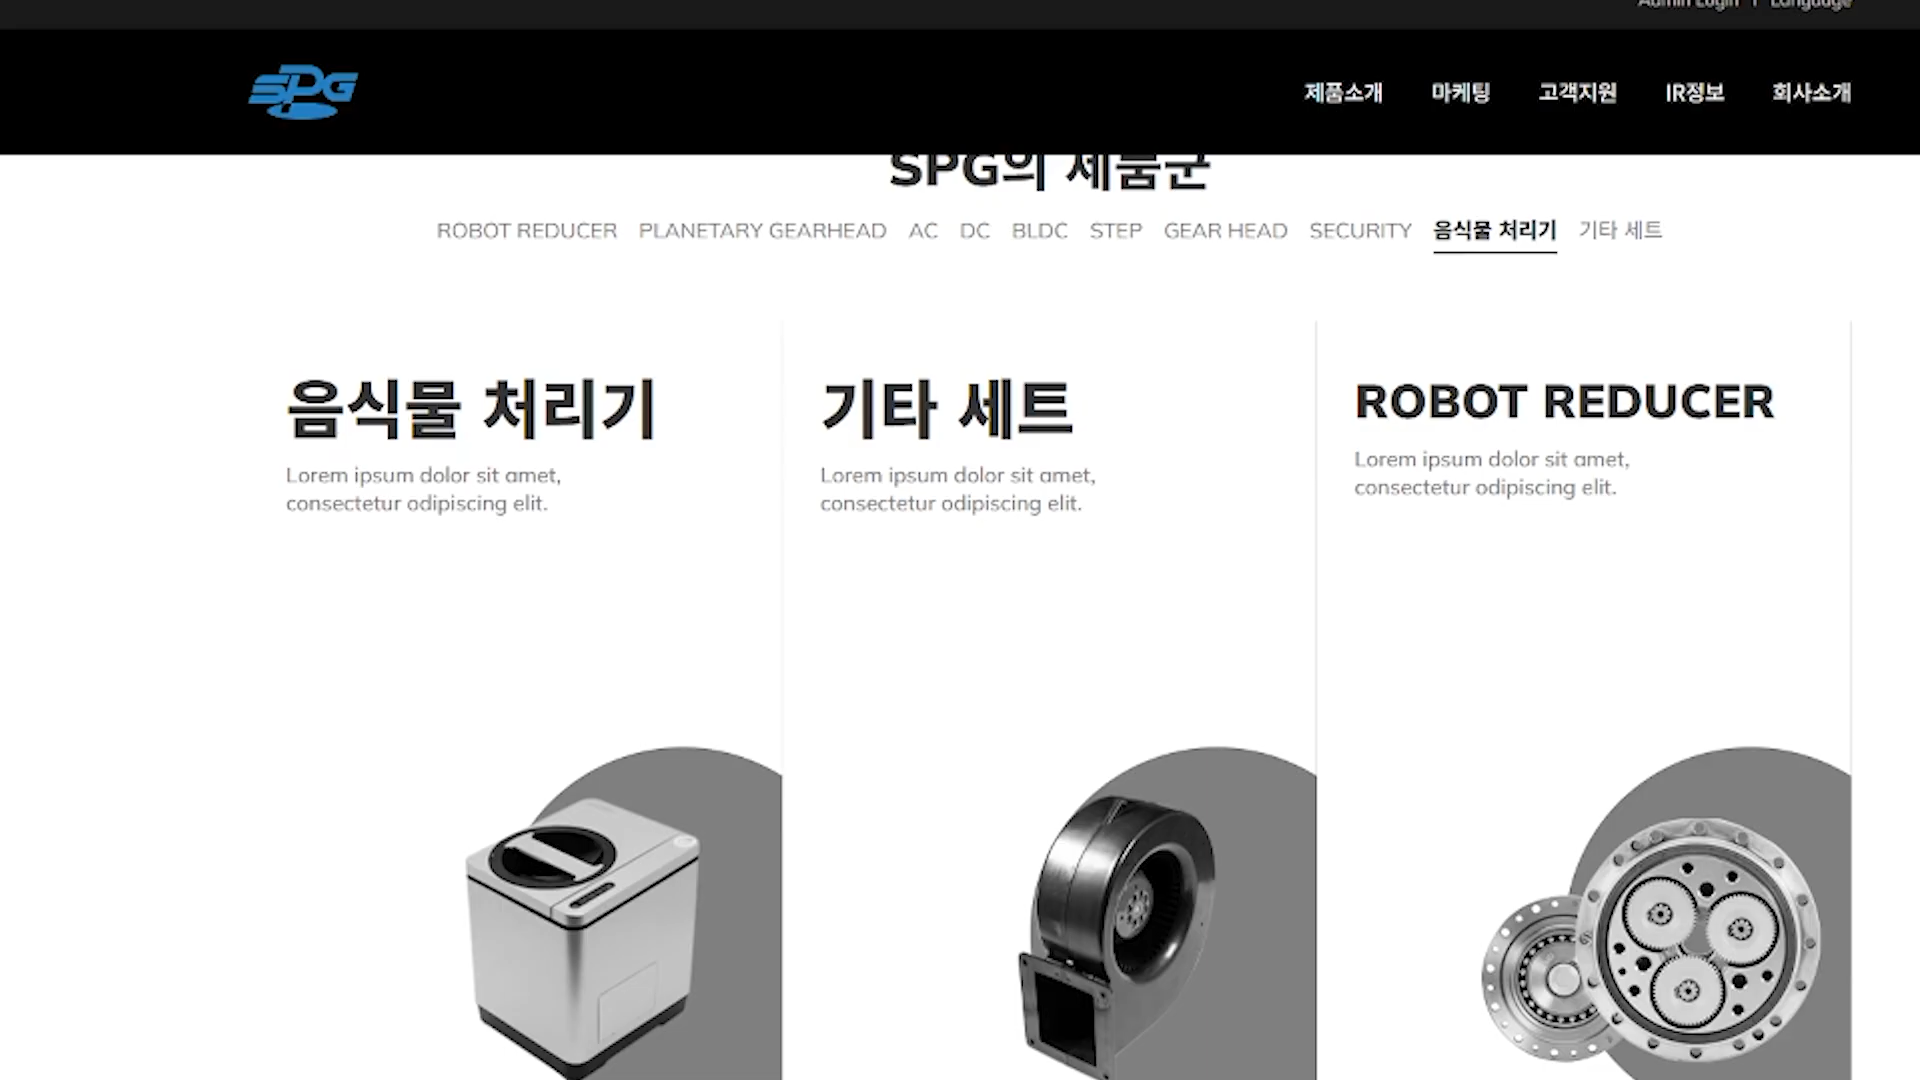 Admin Login | Language
SPG
제품소개 마케팅 고객지원 IR정보 회사소개
SPG의 제품군
ROBOT REDUCER PLANETARY GEARHEAD AC DC BLDC STEP GEAR HEAD SECURITY 음식물 처리기 기타 세트
음식물 처리기
Lorem ipsum dolor sit amet,
consectetur odipiscing elit.
기타 세트
Lorem ipsum dolor sit amet,
consectetur odipiscing elit.
ROBOT REDUCER
Lorem ipsum dolor sit amet,
consectetur odipiscing elit.